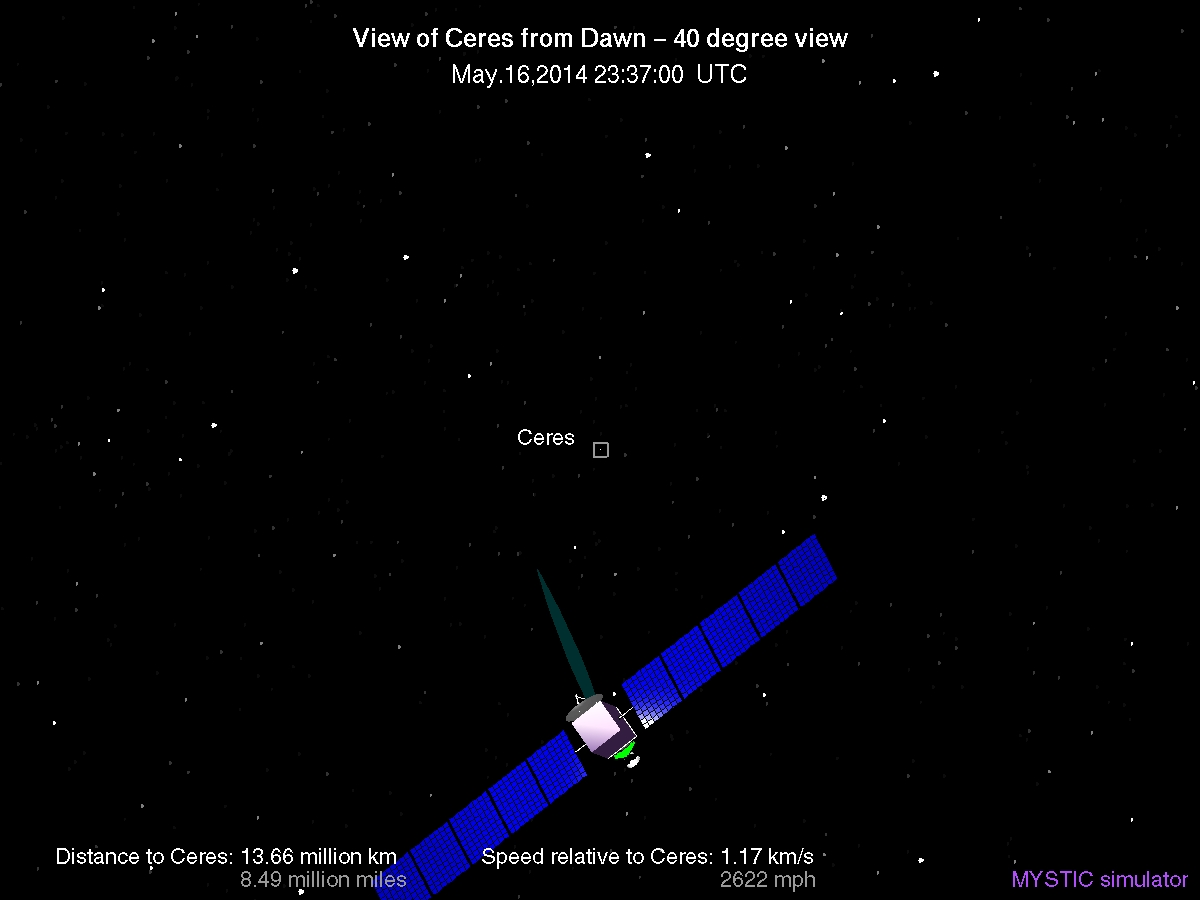 View of Ceres from Dawn – 40 degree view
May.16,2014 23:37:00 UTC
Ceres
Distance to Ceres: 13.66 million km
8.49 million miles
Speed relative to Ceres: 1.17 km/s
2622 mph
MYSTIC simulator